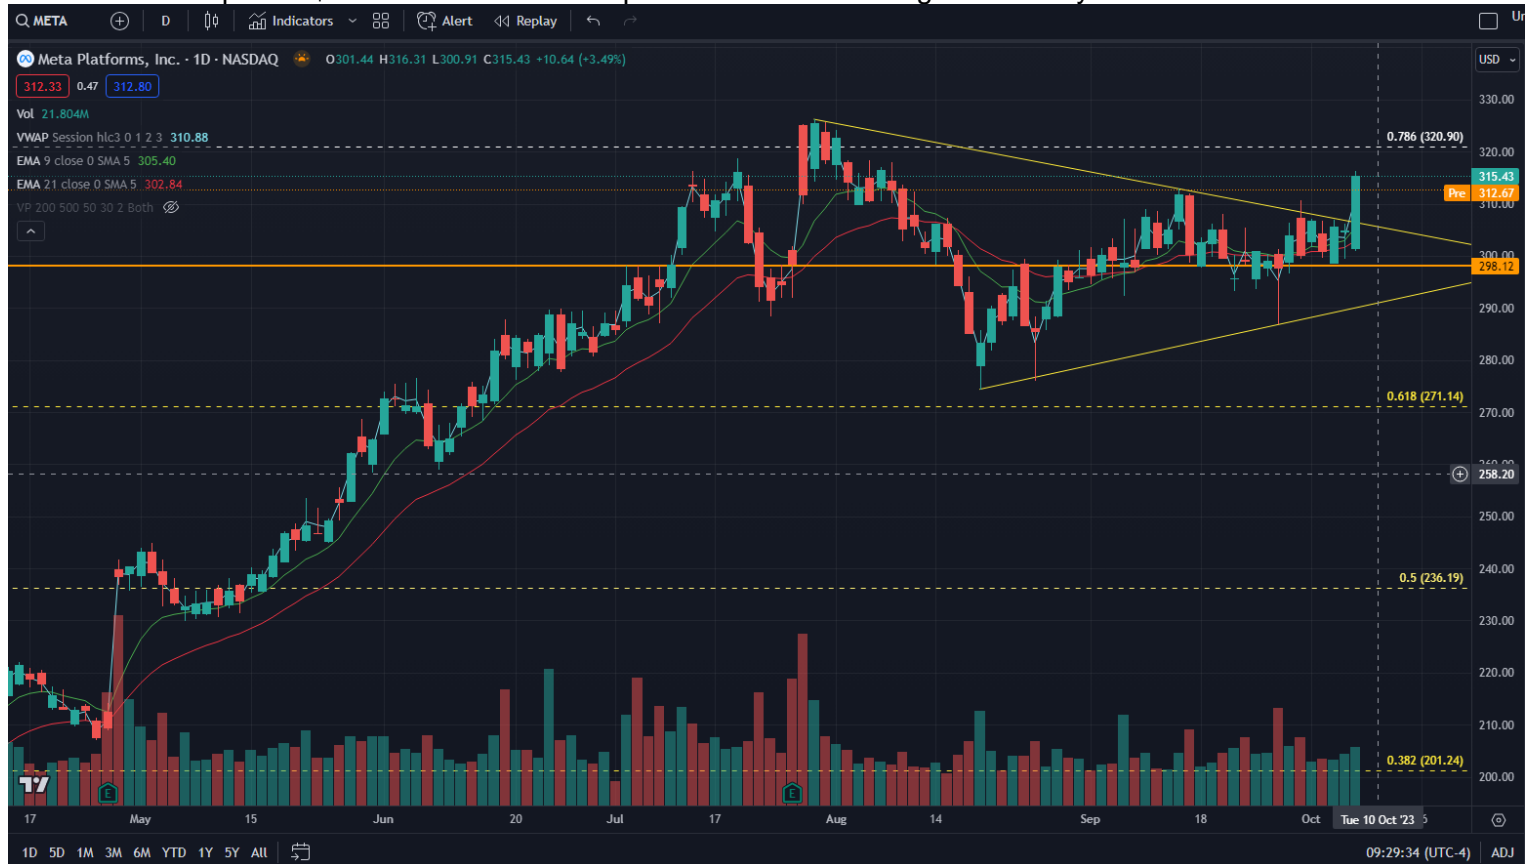 META D Indicators Alert Replay Ur
Meta Platforms, Inc. · 1D · NASDAQ O301.44 H316.31 L300.91 C315.43 +10.64 (+3.49%) USD
312.33 0.47 312.80
Vol 21.804M
VWAP Session hlc3 0 1 2 3 310.88
EMA 9 close 0 SMA 5 305.40
EMA 21 close 0 SMA 5 302.84
VP 200 500 50 30 2 Both
330.00
0.786 (320.90)
320.00
315.43
Pre 312.67
310.00
300.00
298.12
290.00
280.00
0.618 (271.14)
270.00
260.00
258.20
250.00
240.00
0.5 (236.19)
230.00
220.00
210.00
0.382 (201.24)
200.00
E E
17 May 15 Jun 20 Jul 17 Aug 14 Sep 18 Oct Tue 10 Oct '23
1D 5D 1M 3M 6M YTD 1Y 5Y All 09:29:34 (UTC-4) ADJ